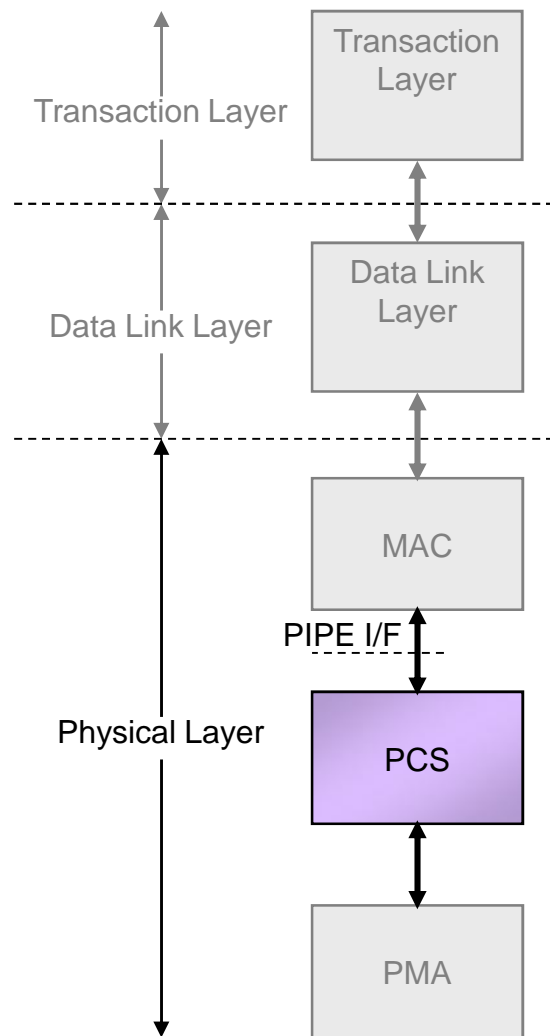 Transaction
Layer
Transaction Layer
Data Link
Layer
Data Link Layer
MAC
PIPE I/F
Physical Layer
PCS
PMA